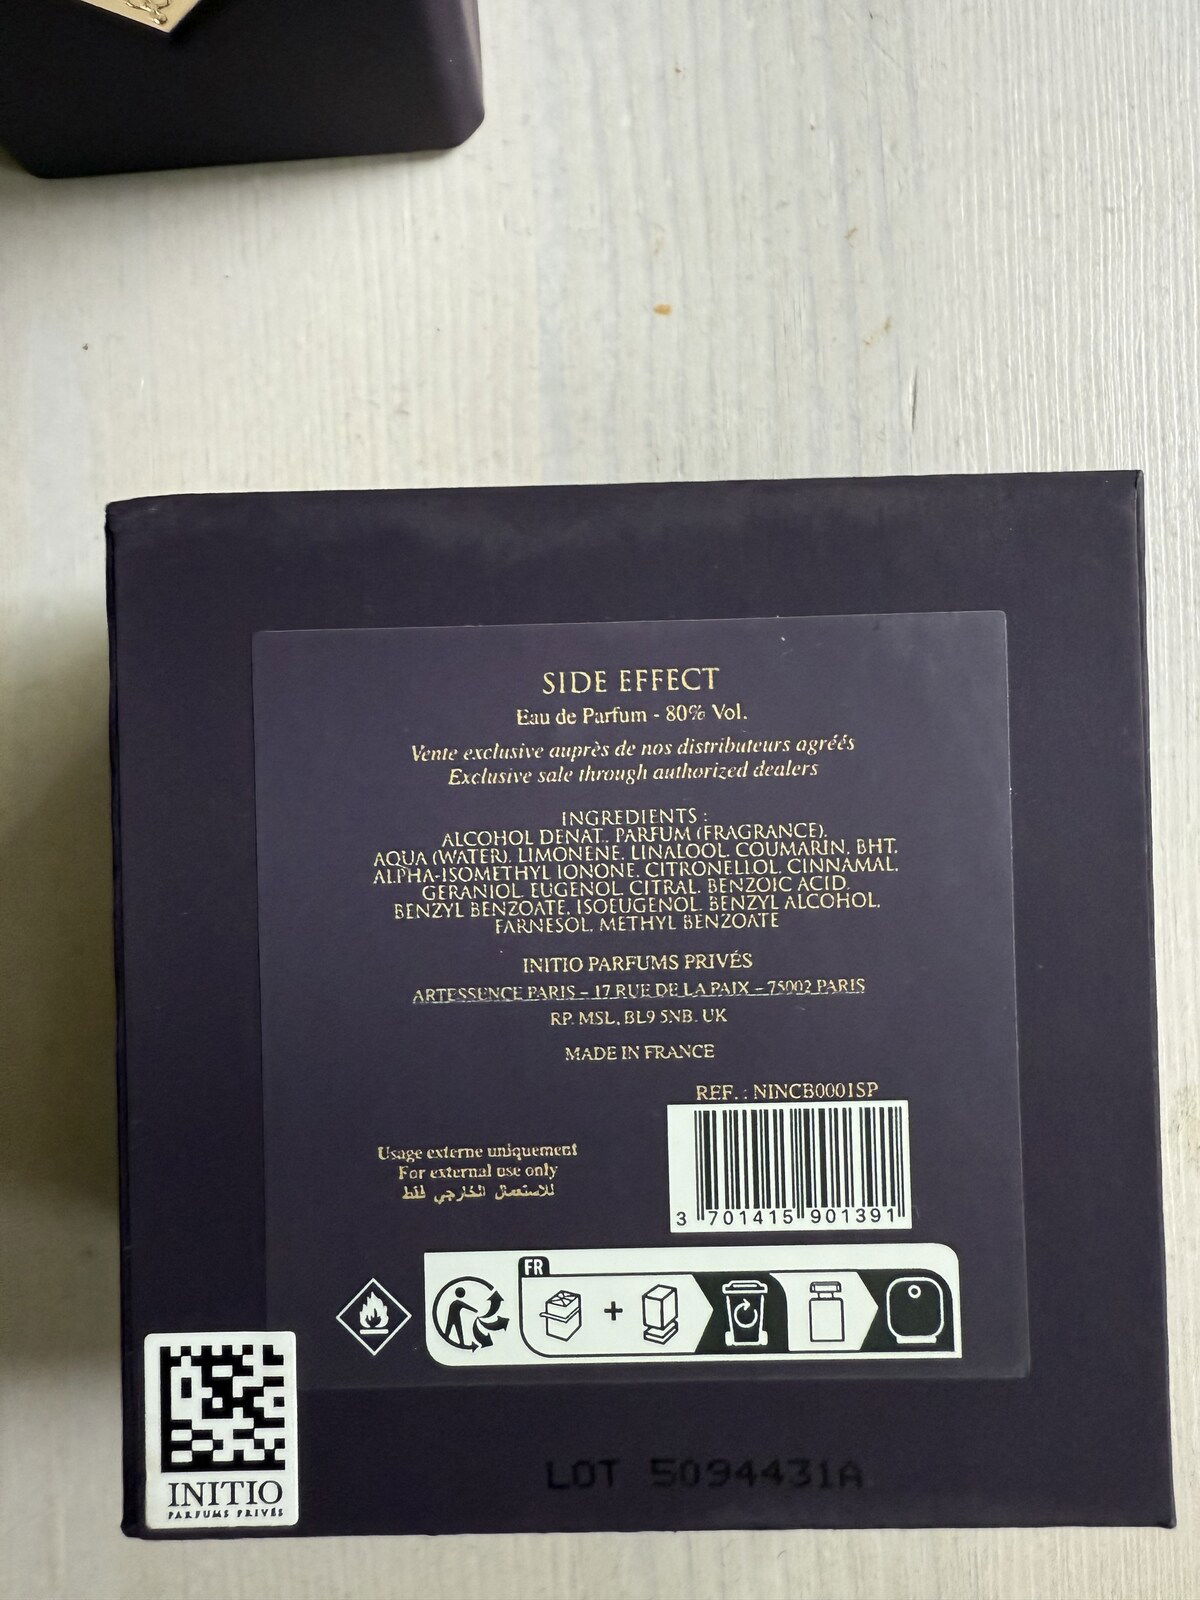 SIDE EFFECT
Eau de Parfum - 80% Vol.
Vente exclusive auprès de nos distributeurs agréés
Exclusive sale through authorized dealers
INGREDIENTS :
ALCOHOL DENAT., PARFUM (FRAGRANCE),
AQUA (WATER), LIMONENE, LINALOOL, COUMARIN, BHT,
ALPHA-ISOMETHYL IONONE, CITRONELLOL, CINNAMAL,
GERANIOL, EUGENOL, CITRAL, BENZOIC ACID,
BENZYL BENZOATE, ISOEUGENOL, BENZYL ALCOHOL,
FARNESOL, METHYL BENZOATE
INITIO PARFUMS PRIVÉS
ARTESSENCE PARIS – 17 RUE DE LA PAIX – 75002 PARIS
RP. MSL, BL9 5NB. UK
MADE IN FRANCE
REF. : NINCB0001SP
Usage externe uniquement
For external use only
للاستعمال الخارجي فقط
3 701415 901391
FR
INITIO
PARFUMS PRIVÉS
LOT 5094431A